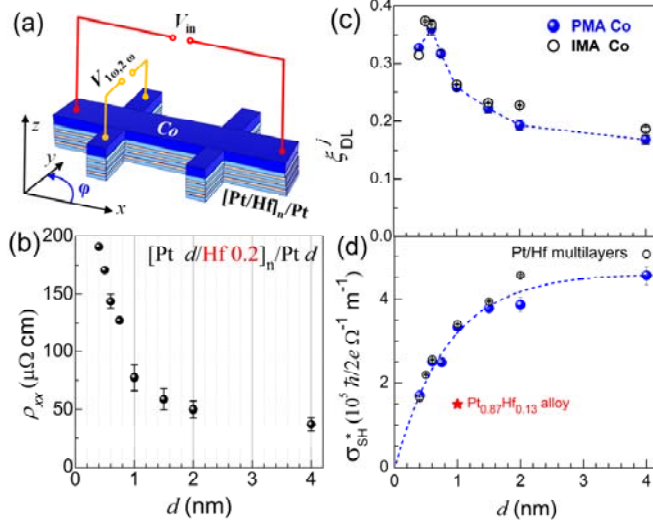 (a)
V_in
V_1ω,2ω
Co
z
y
φ
x
[Pt/Hf]_n/Pt
(b)
200
150
100
50
0
ρ_xx (μΩ cm)
[Pt d/Hf 0.2]_n/Pt d
0 1 2 3 4
d (nm)
(c)
0.4
0.3
0.2
0.1
0.0
ξ_DL^j
PMA Co
IMA Co
(d)
6
4
2
0
σ_SH^* (10^5 ℏ/2e Ω^-1 m^-1)
Pt/Hf multilayers
Pt_0.87Hf_0.13 alloy
0 1 2 3 4
d (nm)